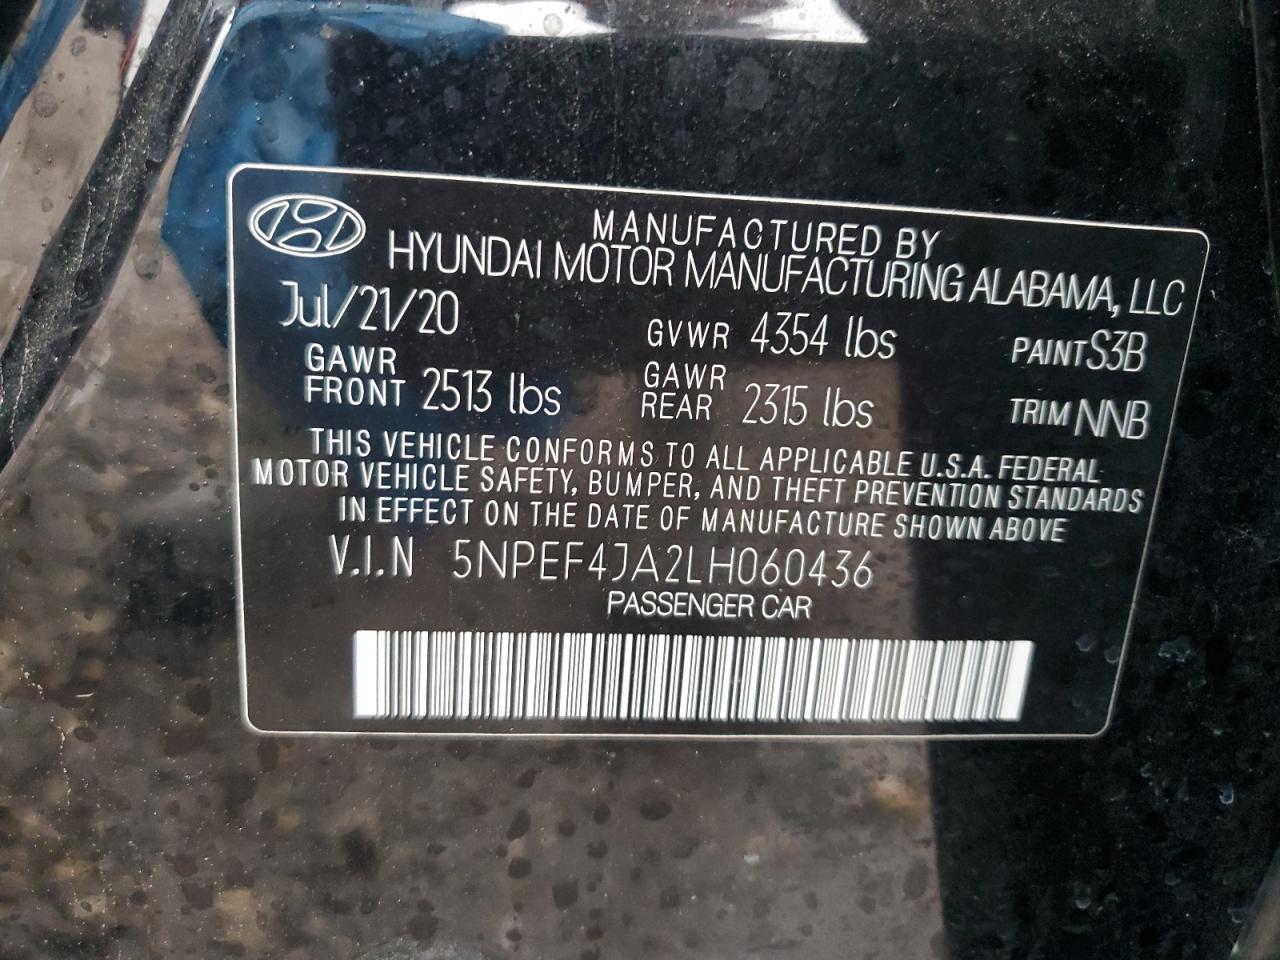 MANUFACTURED BY
HYUNDAI MOTOR MANUFACTURING ALABAMA, LLC
Jul/21/20 GVWR 4354 lbs PAINT S3B
GAWR FRONT 2513 lbs GAWR REAR 2315 lbs TRIM NNB
THIS VEHICLE CONFORMS TO ALL APPLICABLE U.S.A. FEDERAL
MOTOR VEHICLE SAFETY, BUMPER, AND THEFT PREVENTION STANDARDS
IN EFFECT ON THE DATE OF MANUFACTURE SHOWN ABOVE
V.I.N 5NPEF4JA2LH060436
PASSENGER CAR